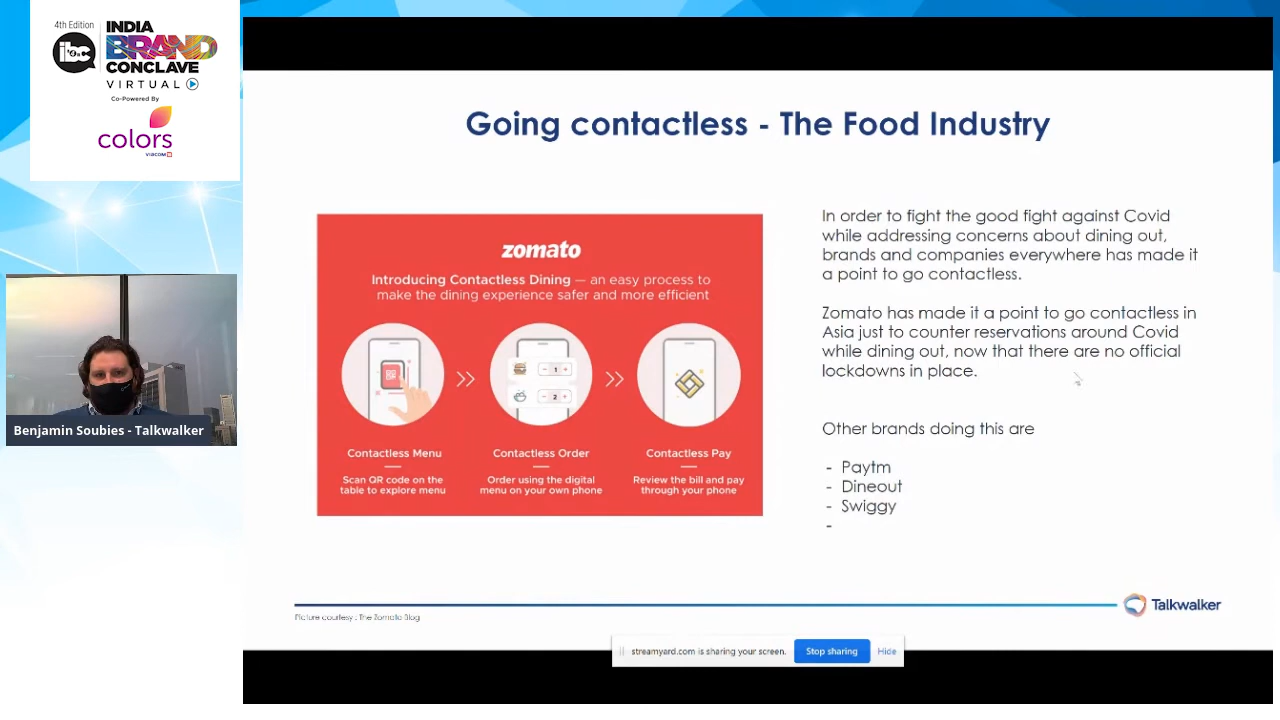 4th Edition
INDIA
ibc
BRAND
CONCLAVE
VIRTUAL
Co-Powered By
colors
VIACOM18
Benjamin Soubies - Talkwalker
Going contactless - The Food Industry
zomato
Introducing Contactless Dining — an easy process to
make the dining experience safer and more efficient
1
2
Contactless Menu
Scan QR code on the
table to explore menu
Contactless Order
Order using the digital
menu on your own phone
Contactless Pay
Review the bill and pay
through your phone
In order to fight the good fight against Covid
while addressing concerns about dining out,
brands and companies everywhere has made it
a point to go contactless.
Zomato has made it a point to go contactless in
Asia just to counter reservations around Covid
while dining out, now that there are no official
lockdowns in place.
Other brands doing this are
- Paytm
- Dineout
- Swiggy
-
Picture courtesy : The Zomato Blog
Talkwalker
streamyard.com is sharing your screen.
Stop sharing
Hide